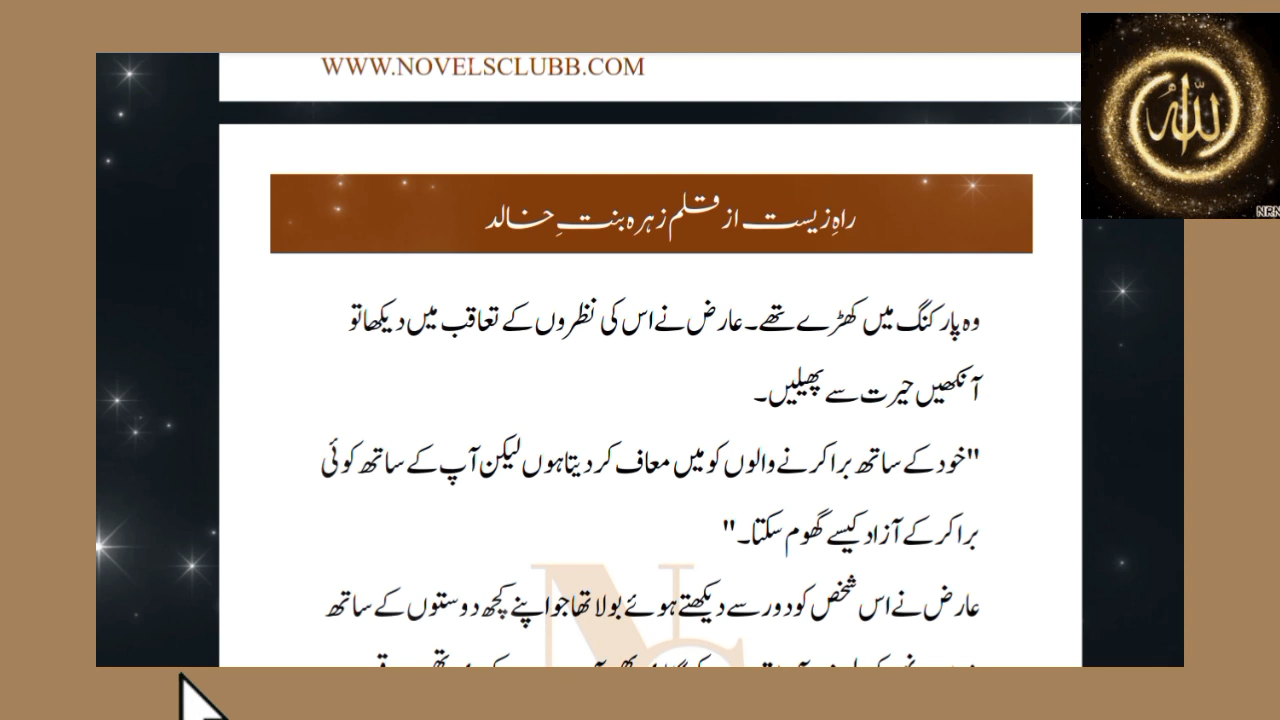 WWW.NOVELSCLUBB.COM
راہِ زیست از قلم زہرہ بنتِ خالد
وہ پارکنگ میں کھڑے تھے۔ عارض نے اس کی نظروں کے تعاقب میں دیکھا تو
آنکھیں حیرت سے پھیلیں۔
"خود کے ساتھ برا کرنے والوں کو میں معاف کر دیتا ہوں لیکن آپ کے ساتھ کوئی
برا کر کے آزاد کیسے گھوم سکتا۔"
عارض نے اس شخص کو دور سے دیکھتے ہوئے بولا تھا جو اپنے کچھ دوستوں کے ساتھ
اللہ
NC